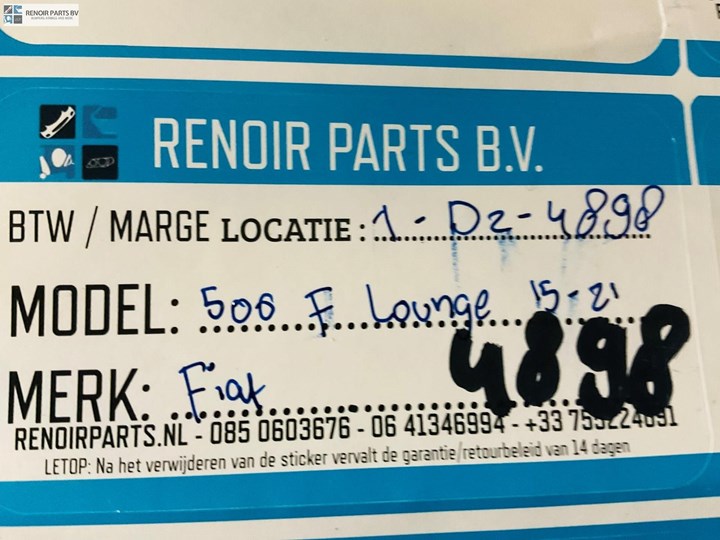 RENOIR PARTS BV
RENOIR PARTS B.V.
BTW / MARGE LOCATIE: 1 - D2 - 4898
MODEL: 500 F Lounge 15-21
4898
MERK: Fiat
RENOIRPARTS.NL - 085 0603676 - 06 41346994 - +33
LETOP: Na het verwijderen van de sticker vervalt de garantie/retourbeleid van 14 dagen